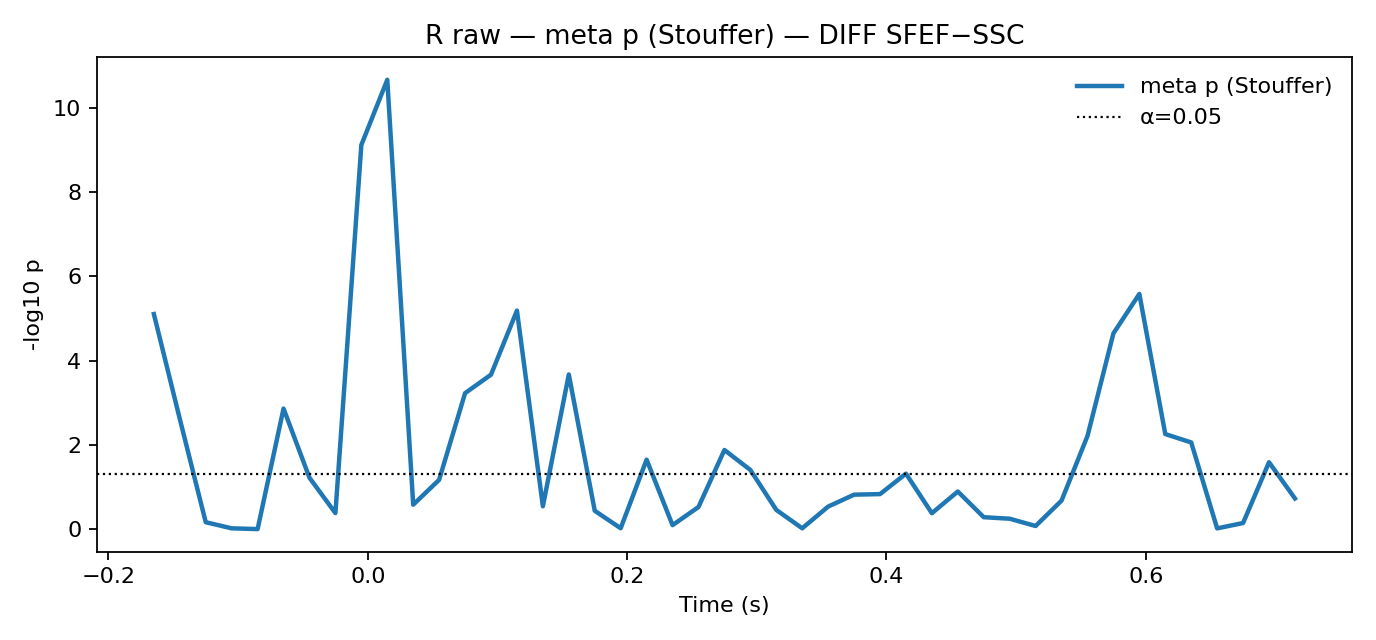 R raw — meta p (Stouffer) — DIFF SFEF−SSC
meta p (Stouffer)
α=0.05
-log10 p
10
8
6
4
2
0
−0.2
0.0
0.2
0.4
0.6
Time (s)